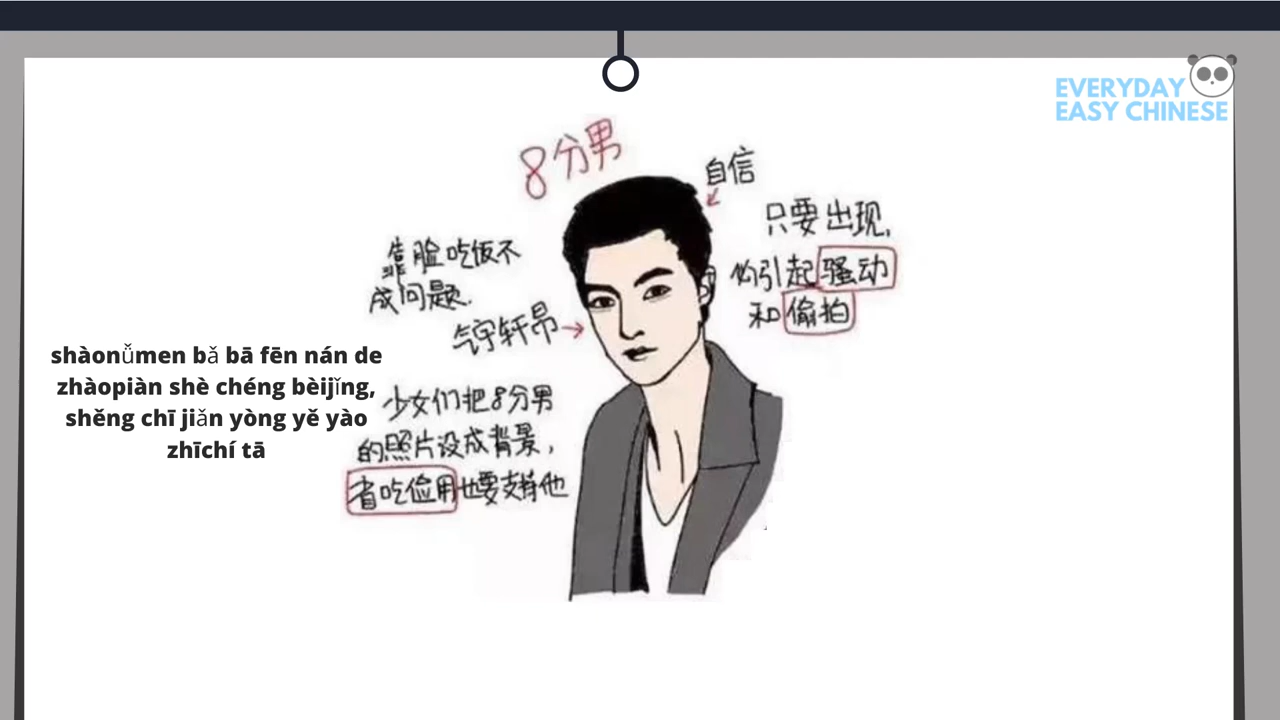 EVERYDAY
EASY CHINESE
8分男
自信
只要出现,
必引起骚动
和偷拍
靠脸吃饭不
成问题.
气宇轩昂
shàonǚmen bǎ bā fēn nán de
zhàopiàn shè chéng bèijǐng,
shěng chī jiǎn yòng yě yào
zhīchí tā
少女们把8分男
的照片设成背景,
省吃俭用也要支持他